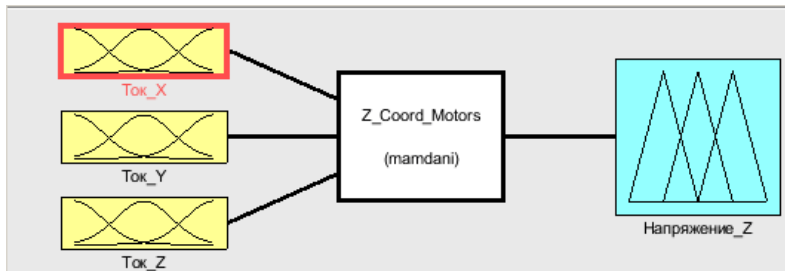 Ток_X
Ток_Y
Ток_Z
Z_Coord_Motors
(mamdani)
Напряжение_Z